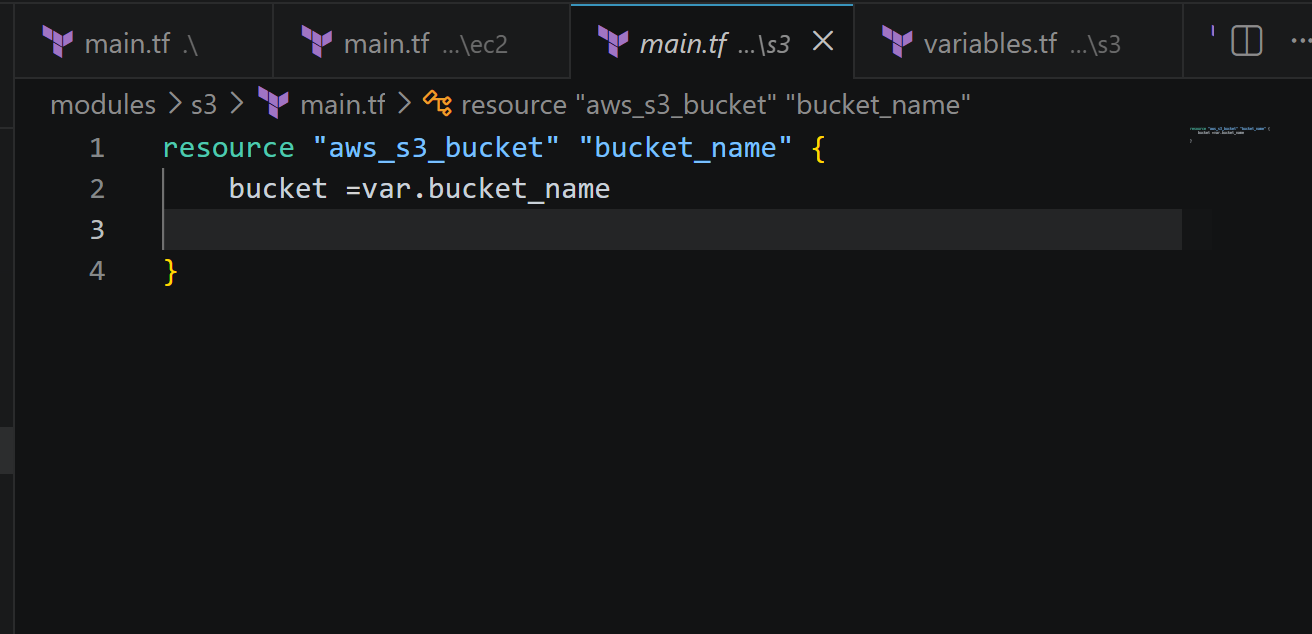 main.tf .\ main.tf ...\ec2 main.tf ...\s3 variables.tf ...\s3
modules > s3 > main.tf > resource "aws_s3_bucket" "bucket_name"
1 resource "aws_s3_bucket" "bucket_name" {
2 bucket =var.bucket_name
3
4 }